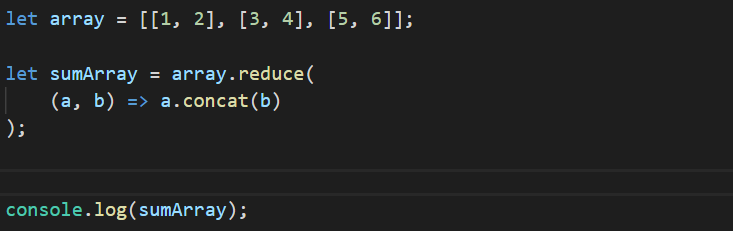 let array = [[1, 2], [3, 4], [5, 6]];
let sumArray = array.reduce(
    (a, b) => a.concat(b)
);
console.log(sumArray);